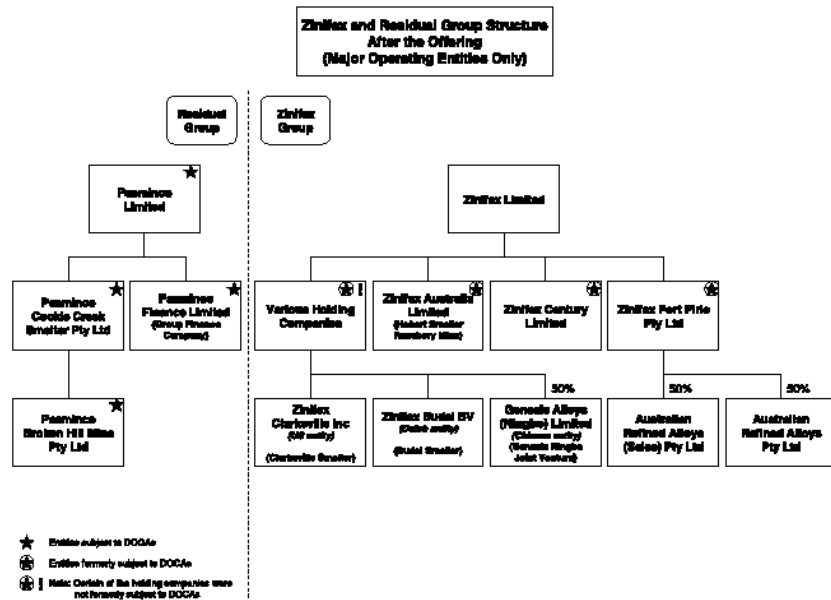 Zinifex and Residual Group Structure
After the Offering
(Major Operating Entities Only)
Residual
Group
Zinifex
Group
Pasminco
Limited
Zinifex Limited
Pasminco
Cockle Creek
Smelter Pty Ltd
Pasminco
Finance Limited
(Group Finance
Company)
Various Holding
Companies
Zinifex Australia
Limited
(Hobart Smelter
Rosebery Mine)
Zinifex Century
Limited
Zinifex Port Pirie
Pty Ltd
Pasminco
Broken Hill Mine
Pty Ltd
Zinifex
Clarksville Inc
(US entity)
(Clarksville Smelter)
Zinifex Budel BV
(Dutch entity)
(Budel Smelter)
50%
Genesis Alloys
(Ningbo) Limited
(Chinese entity)
(Genesis Ningbo
Joint Venture)
50%
Australian
Refined Alloys
(Sales) Pty Ltd
50%
Australian
Refined Alloys
Pty Ltd
Entities subject to DOCAs
Entities formerly subject to DOCAs
Note: Certain of the holding companies were
not formerly subject to DOCAs